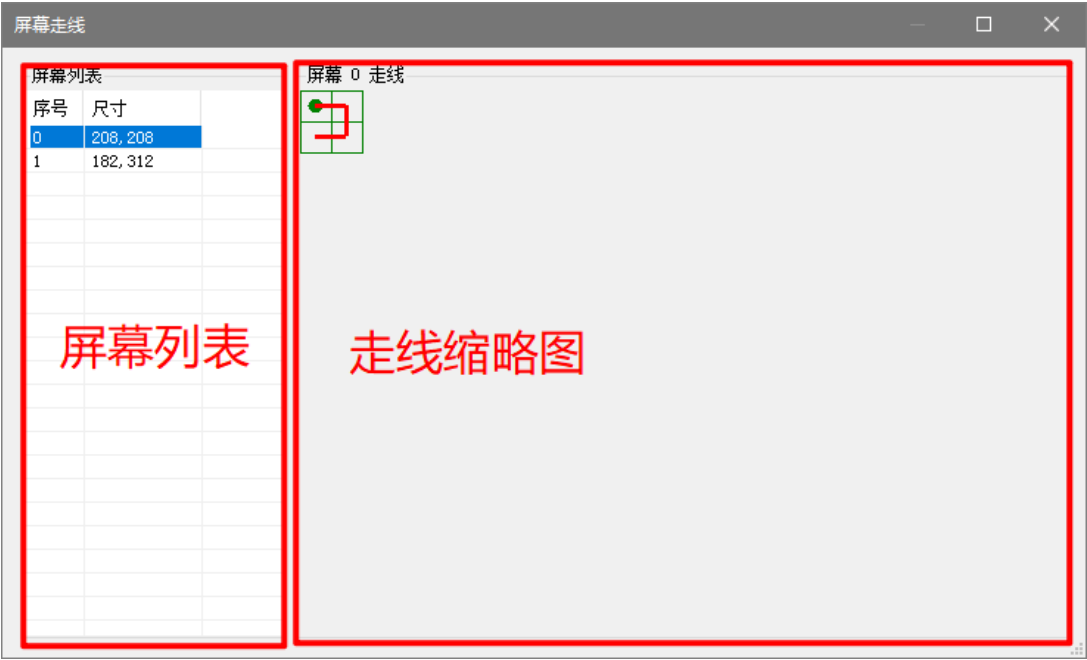 屏幕走线
屏幕列表
序号 尺寸
0 208, 208
1 182, 312
屏幕列表
屏幕 0 走线
走线缩略图